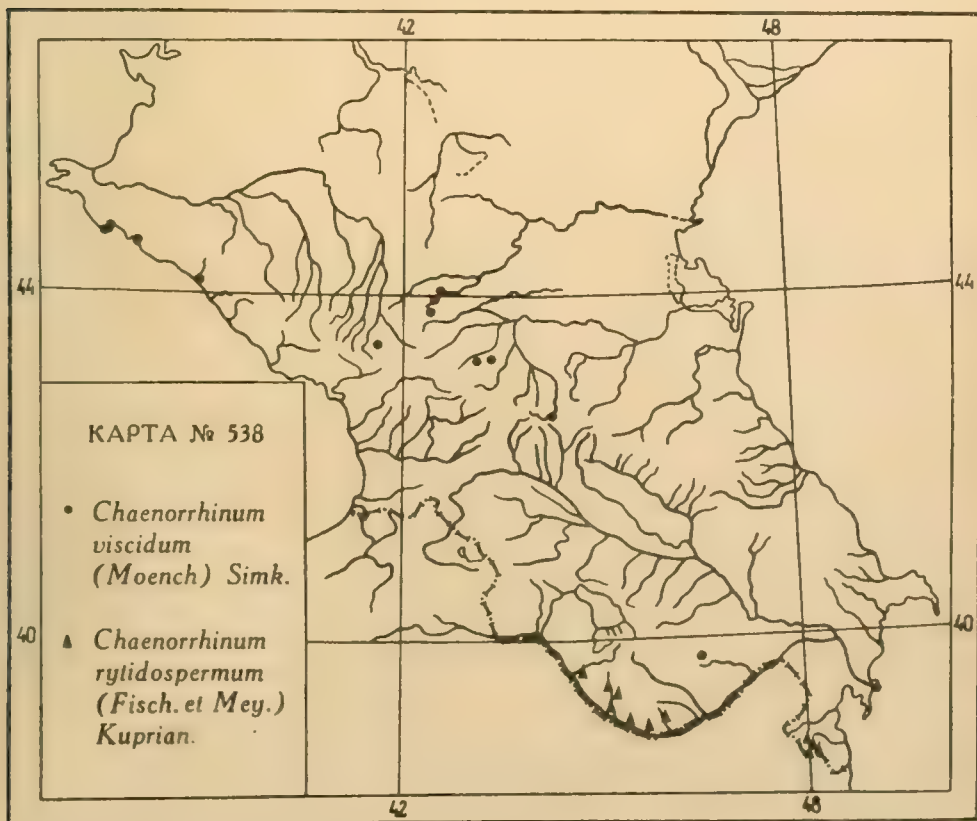 42 48
44 44
КАРТА № 538
• Chaenorrhinum
viscidum
(Moench) Simk.
40 40
▲ Chaenorrhinum
rytidospermum
(Fisch. et Mey.)
Kuprian.
42 48